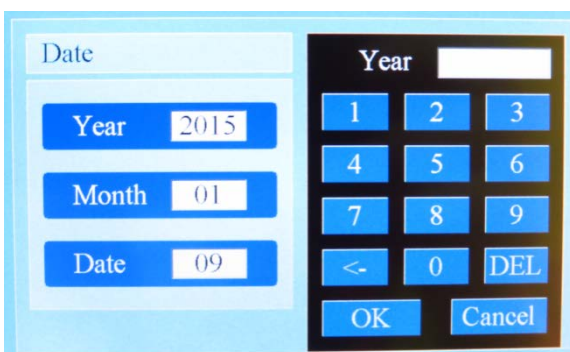 Date
Year 2015
Month 01
Date 09
Year
1 2 3
4 5 6
7 8 9
<- 0 DEL
OK Cancel